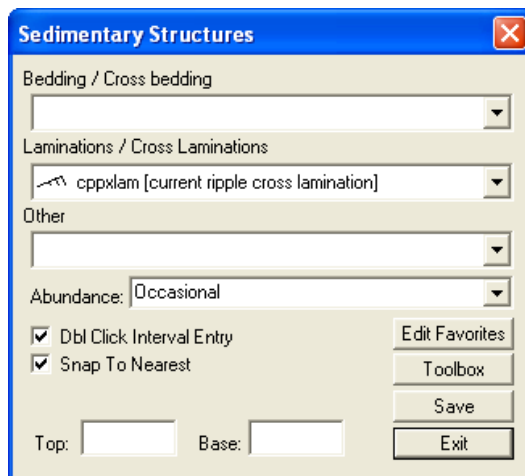 Sedimentary Structures
Bedding / Cross bedding
Laminations / Cross Laminations
cppxlam [current ripple cross lamination]
Other
Abundance: Occasional
Dbl Click Interval Entry
Edit Favorites
Snap To Nearest
Toolbox
Save
Top: Base: Exit